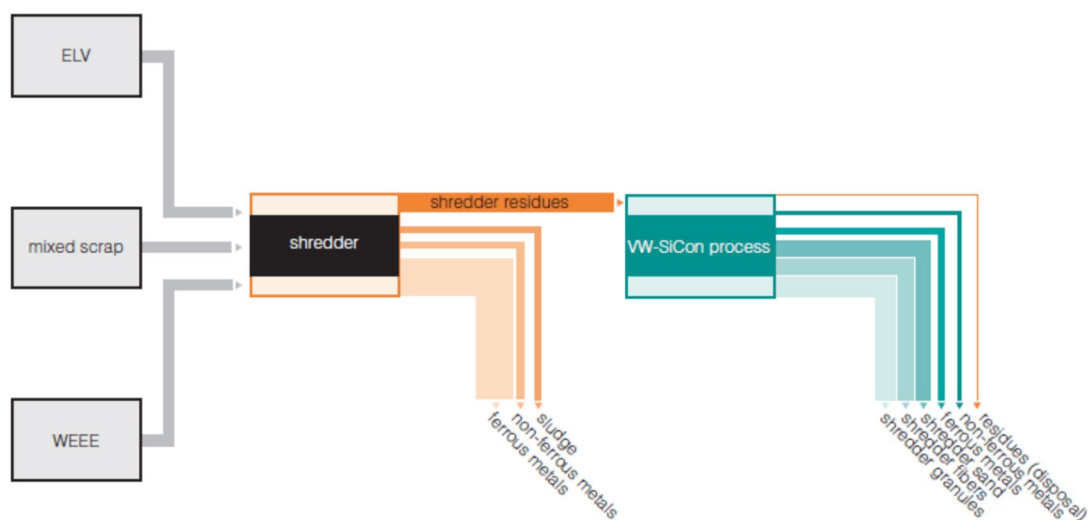 ELV
mixed scrap
WEEE
shredder residues
shredder
VW-SiCon process
ferrous metals
non-ferrous metals
sludge
shredder granules
shredder fibers
shredder sand
ferrous metals
non-ferrous metals
residues (disposal)